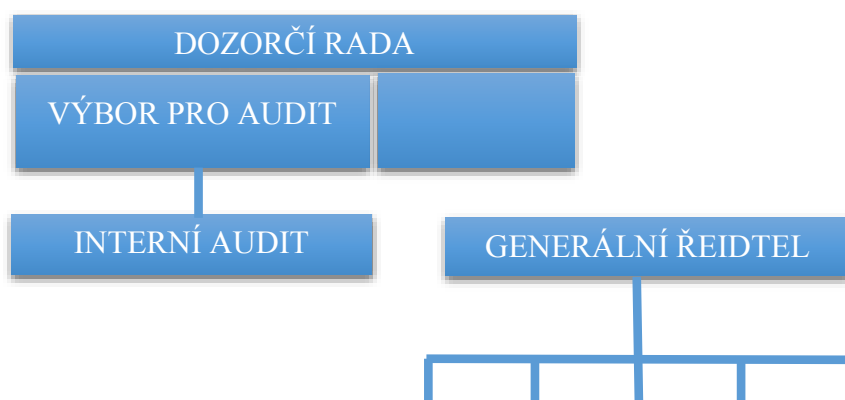 DOZORČÍ RADA
VÝBOR PRO AUDIT
INTERNÍ AUDIT
GENERÁLNÍ ŘEIDTEL